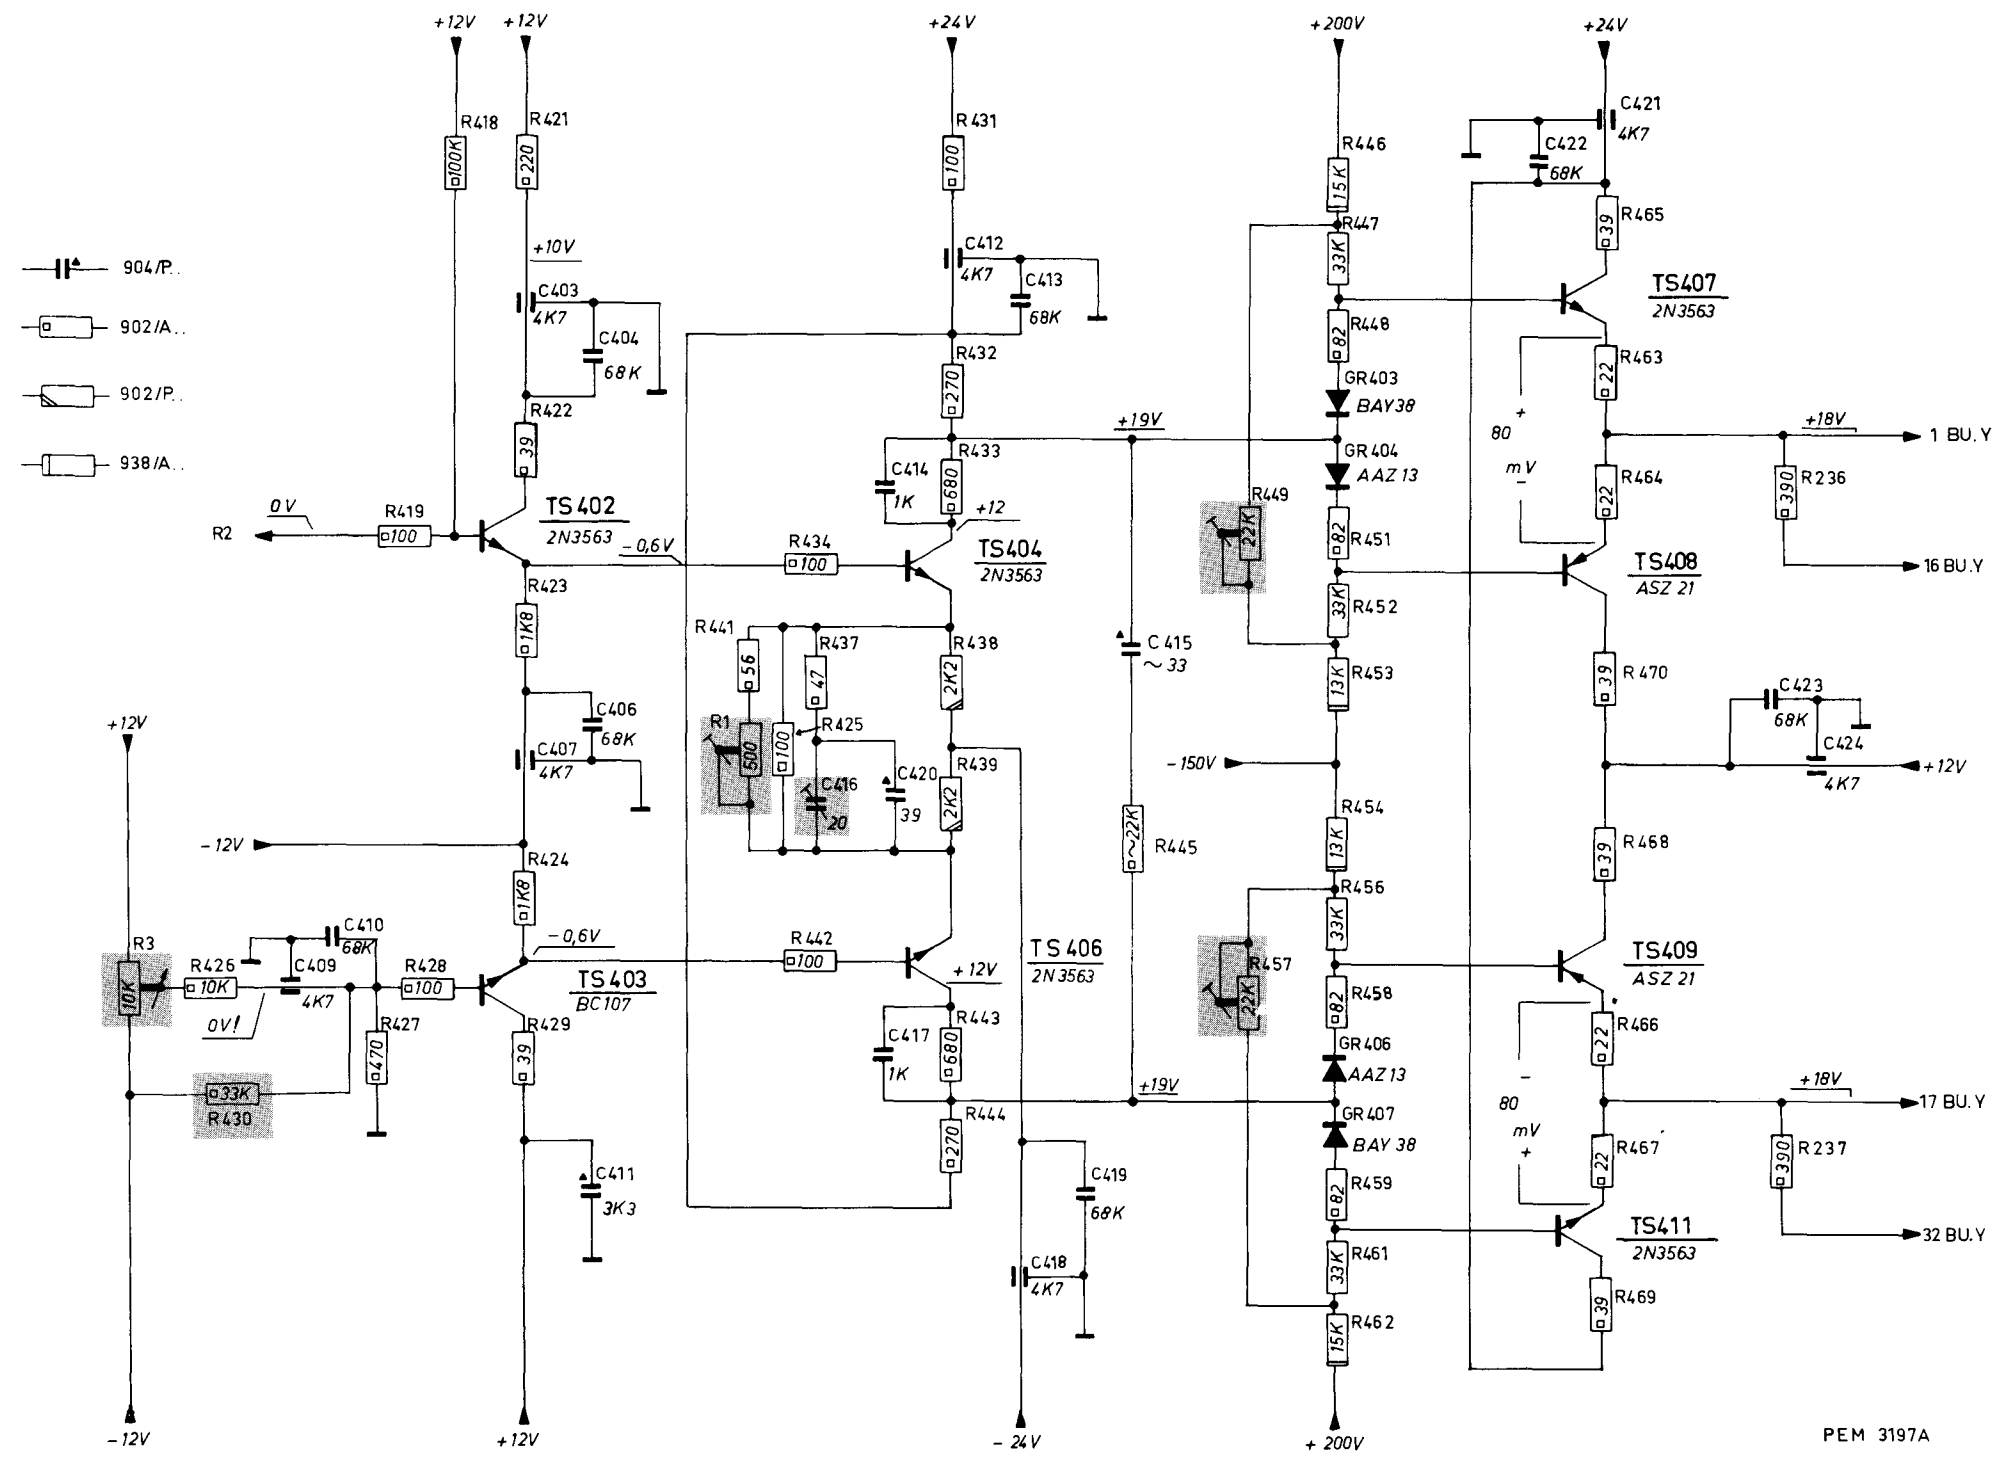 +12V
+12V
+24V
+200V
+24V
R418
100K
R421
220
R431
100
R446
15K
C421
4K7
C422
68K
904/P..
902/A..
902/P..
938/A..
+10V
C403
4K7
C404
68K
R422
39
C412
4K7
C413
68K
R447
33K
R465
39
TS407
2N3563
R448
82
GR403
BAY38
R463
22
R432
270
+19V
R433
680
C414
1K
+12
GR404
AAZ13
+
80
mV
−
+18V
1 BU.Y
R464
22
R236
390
16 BU.Y
R2
0V
R419
100
TS402
2N3563
-0,6V
R434
100
TS404
2N3563
R449
22K
R451
82
TS408
ASZ 21
R423
1K8
R441
56
R437
47
R438
2K2
C415
~33
R452
33K
R453
13K
R470
39
C423
68K
C424
4K7
+12V
+12V
C406
68K
C407
4K7
R1
500
R425
100
C416
20
C420
39
R439
2K2
-150V
R445
~22K
R454
13K
R468
39
-12V
R424
1K8
R456
33K
R3
10K
C410
68K
C409
4K7
R426
10K
0V!
R428
100
-0,6V
TS403
BC107
R442
100
TS406
2N3563
+12V
R457
22K
R458
82
TS409
ASZ 21
R427
470
R429
39
C417
1K
R443
680
GR406
AAZ13
−
80
mV
+
R466
22
R430
33K
+19V
R444
270
GR407
BAY 38
+18V
17 BU.Y
R467
22
R237
390
32 BU.Y
C411
3K3
C419
68K
R459
82
TS411
2N3563
C418
4K7
R461
33K
R469
39
R462
15K
-12V
+12V
-24V
+200V
PEM 3197A